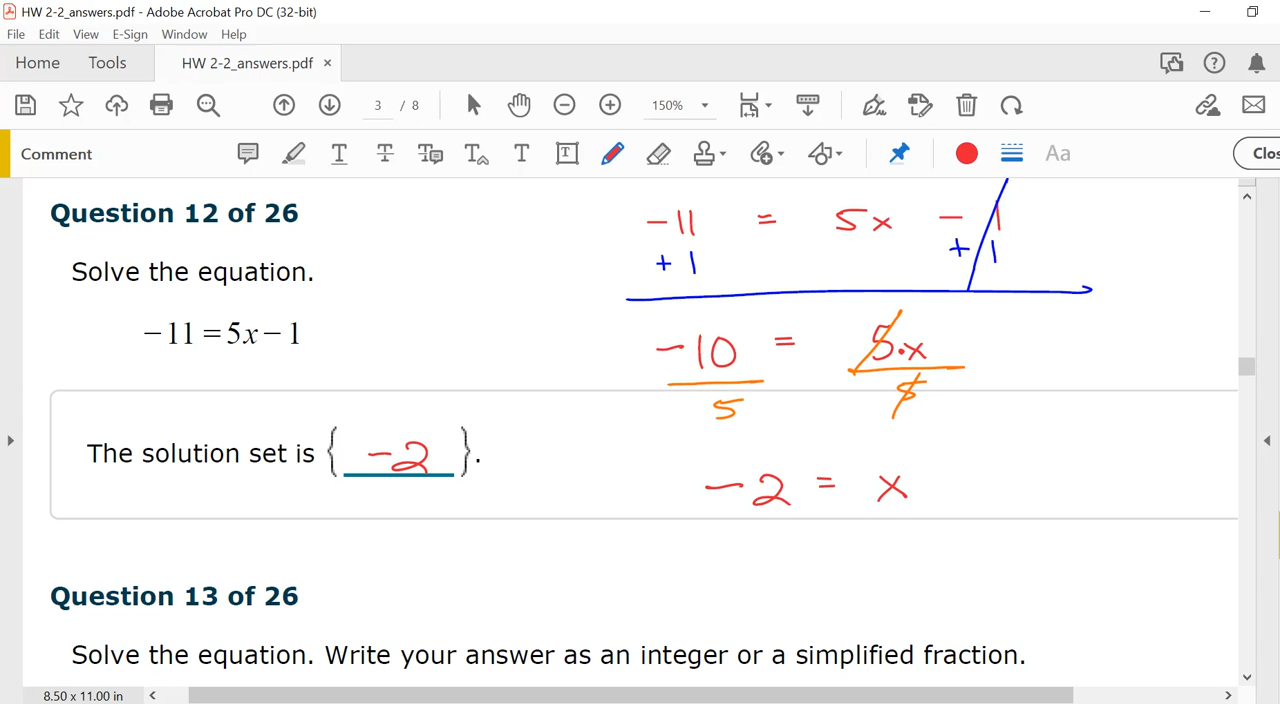 HW 2-2_answers.pdf - Adobe Acrobat Pro DC (32-bit)
File Edit View E-Sign Window Help
Home Tools HW 2-2_answers.pdf ×
3 / 8 150%
Comment Aa Clos
Question 12 of 26
Solve the equation.
−11 = 5x − 1
The solution set is { -2 }.
-11 = 5x - 1
+ 1 + 1
-10 = 5·x
5 5
-2 = x
Question 13 of 26
Solve the equation. Write your answer as an integer or a simplified fraction.
8.50 x 11.00 in